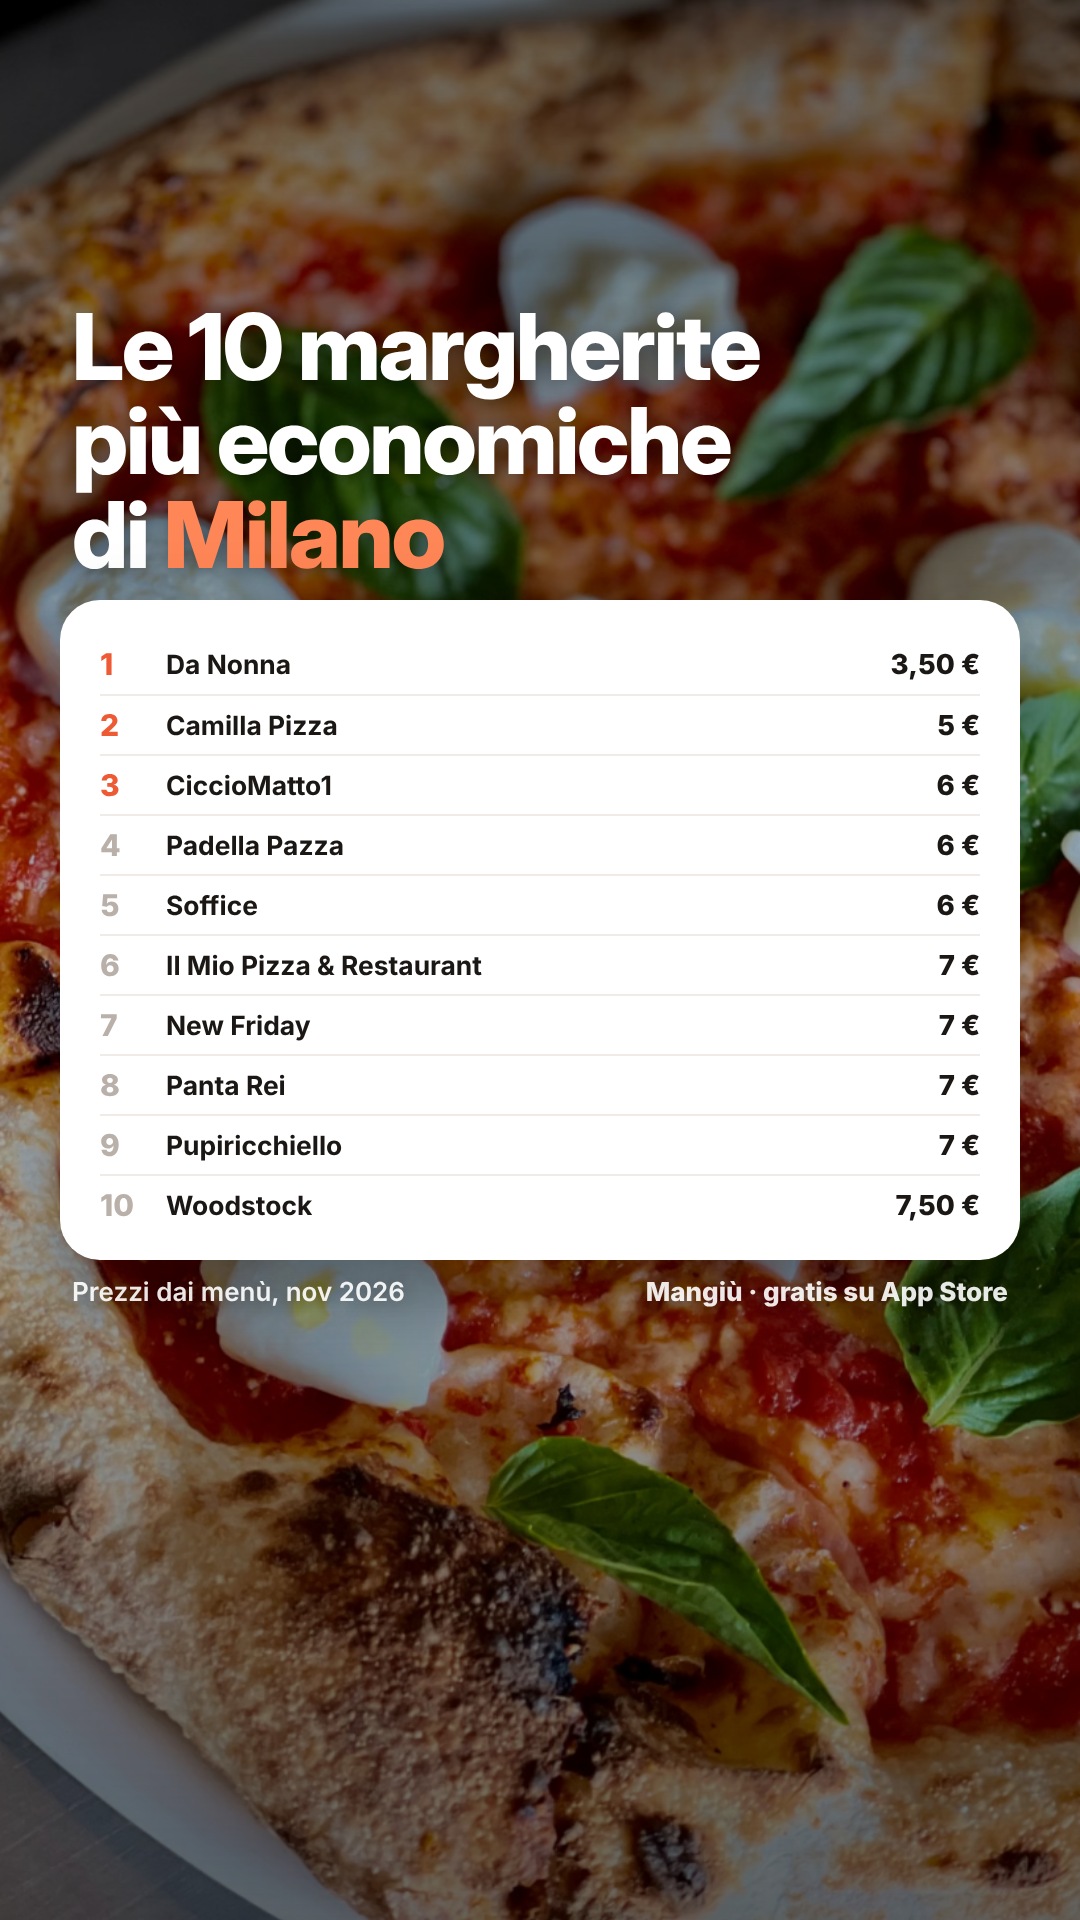 Le 10 margherite
più economiche
di Milano
1 Da Nonna 3,50 €
2 Camilla Pizza 5 €
3 CiccioMatto1 6 €
4 Padella Pazza 6 €
5 Soffice 6 €
6 Il Mio Pizza & Restaurant 7 €
7 New Friday 7 €
8 Panta Rei 7 €
9 Pupiricchiello 7 €
10 Woodstock 7,50 €
Prezzi dai menù, nov 2026 Mangiù · gratis su App Store